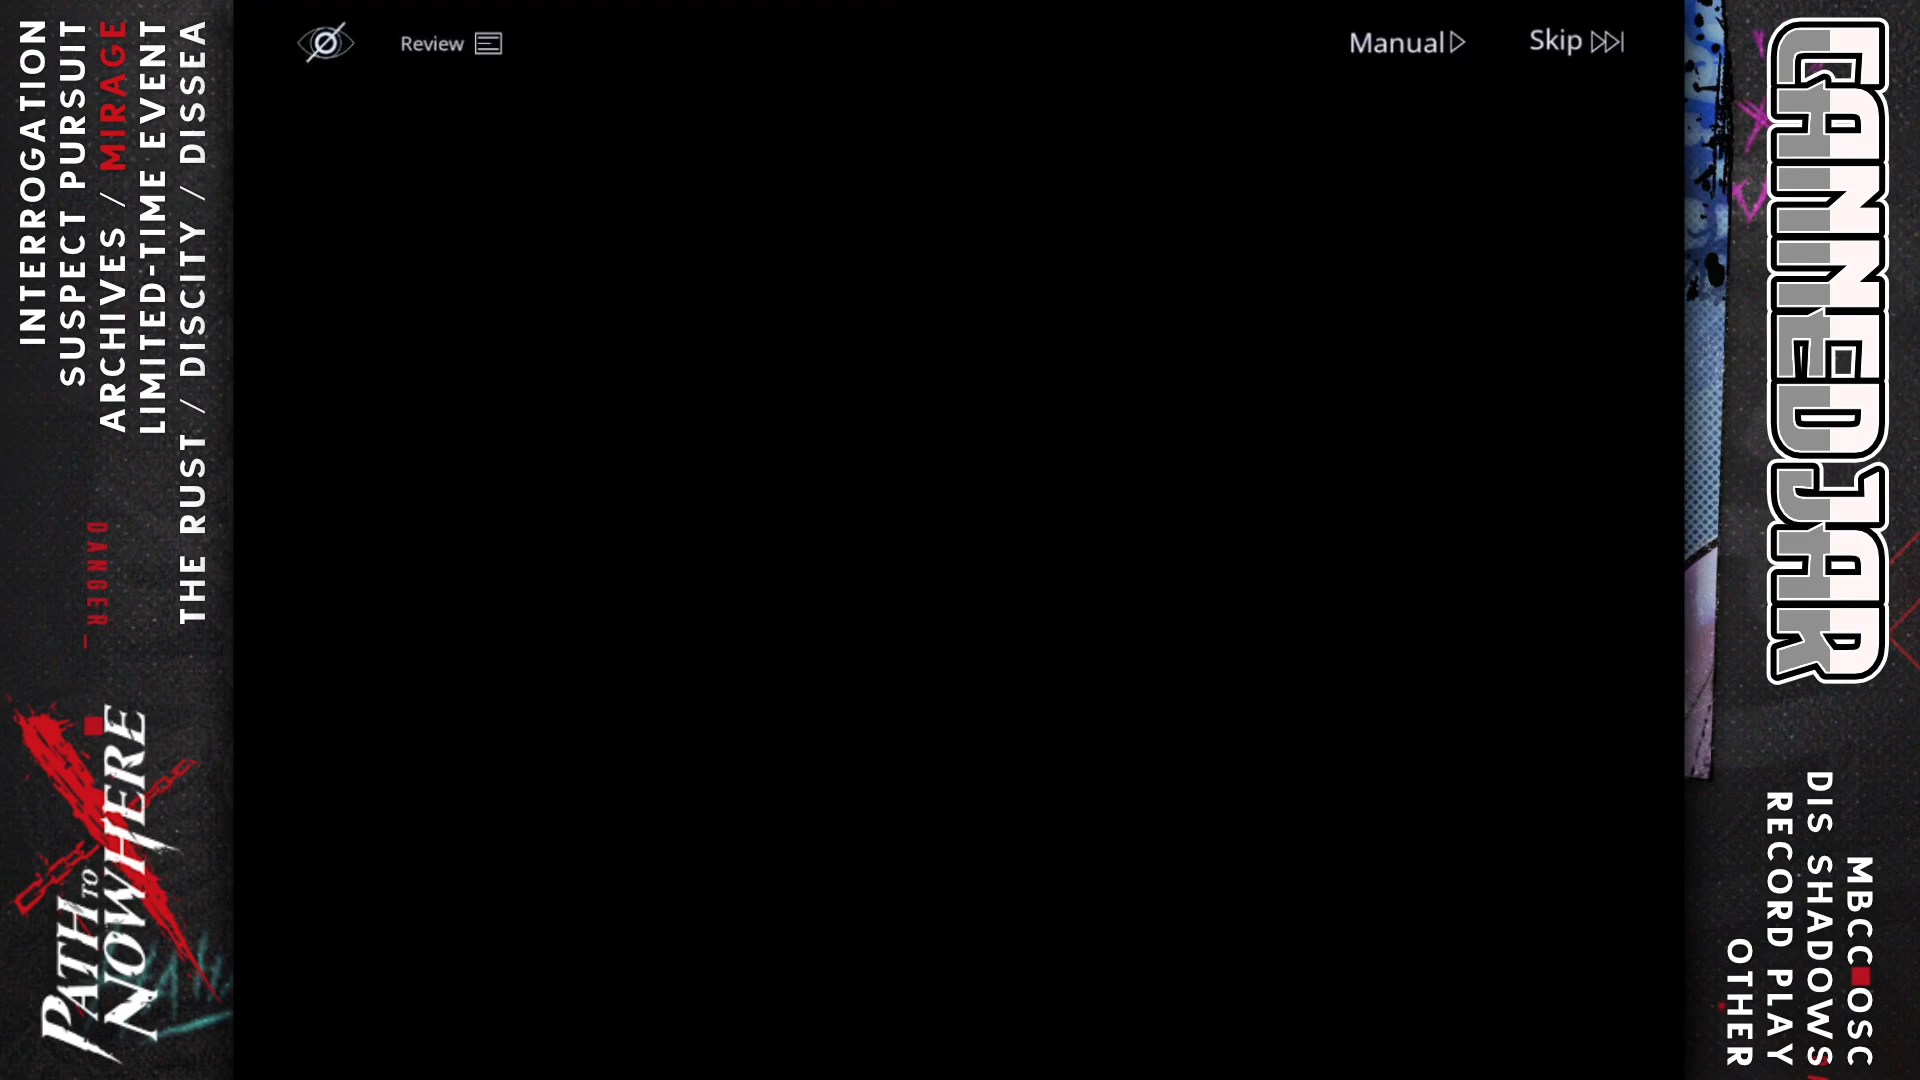 INTERROGATION
SUSPECT PURSUIT
ARCHIVES / MIRAGE
LIMITED-TIME EVENT
THE RUST / DISCITY / DISSEA
DANGER_
PATH TO
NOWHERE
Review
Manual
Skip
CANNEDJAR
MBCC OSC
DIS SHADOWS
RECORD PLAY
OTHER